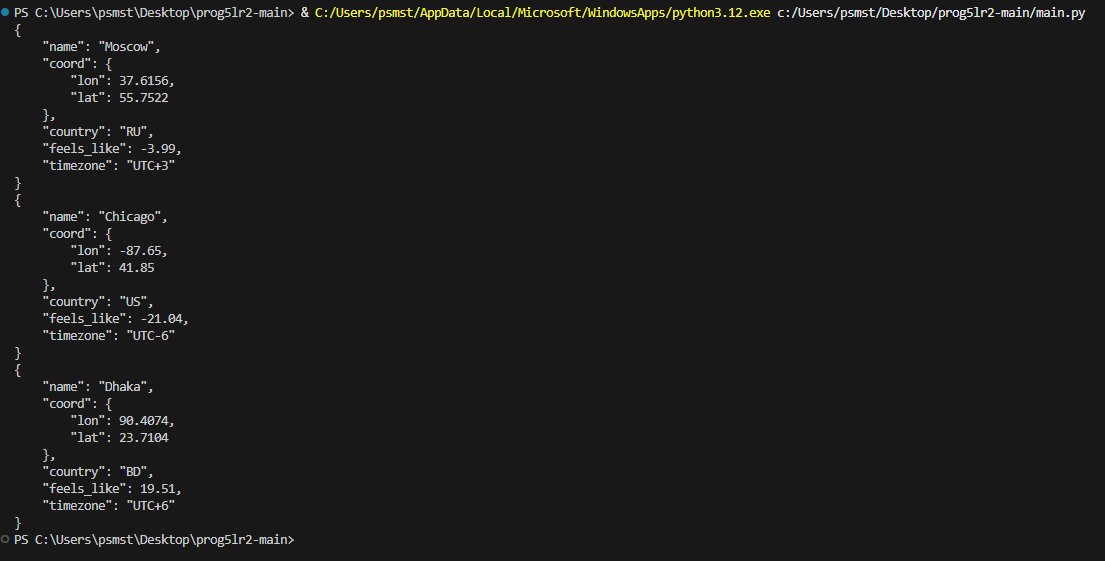 PS C:\Users\psmst\Desktop\prog5lr2-main> & C:/Users/psmst/AppData/Local/Microsoft/WindowsApps/python3.12.exe c:/Users/psmst/Desktop/prog5lr2-main/main.py
{
    "name": "Moscow",
    "coord": {
        "lon": 37.6156,
        "lat": 55.7522
    },
    "country": "RU",
    "feels_like": -3.99,
    "timezone": "UTC+3"
}
{
    "name": "Chicago",
    "coord": {
        "lon": -87.65,
        "lat": 41.85
    },
    "country": "US",
    "feels_like": -21.04,
    "timezone": "UTC-6"
}
{
    "name": "Dhaka",
    "coord": {
        "lon": 90.4074,
        "lat": 23.7104
    },
    "country": "BD",
    "feels_like": 19.51,
    "timezone": "UTC+6"
}
PS C:\Users\psmst\Desktop\prog5lr2-main>